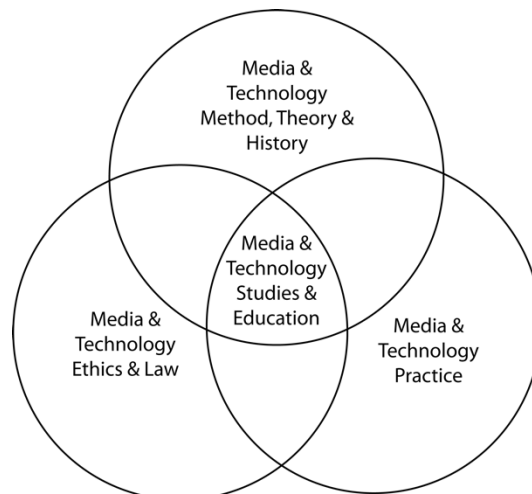 Media &
Technology
Method, Theory &
History
Media &
Technology
Studies &
Education
Media &
Technology
Ethics & Law
Media &
Technology
Practice